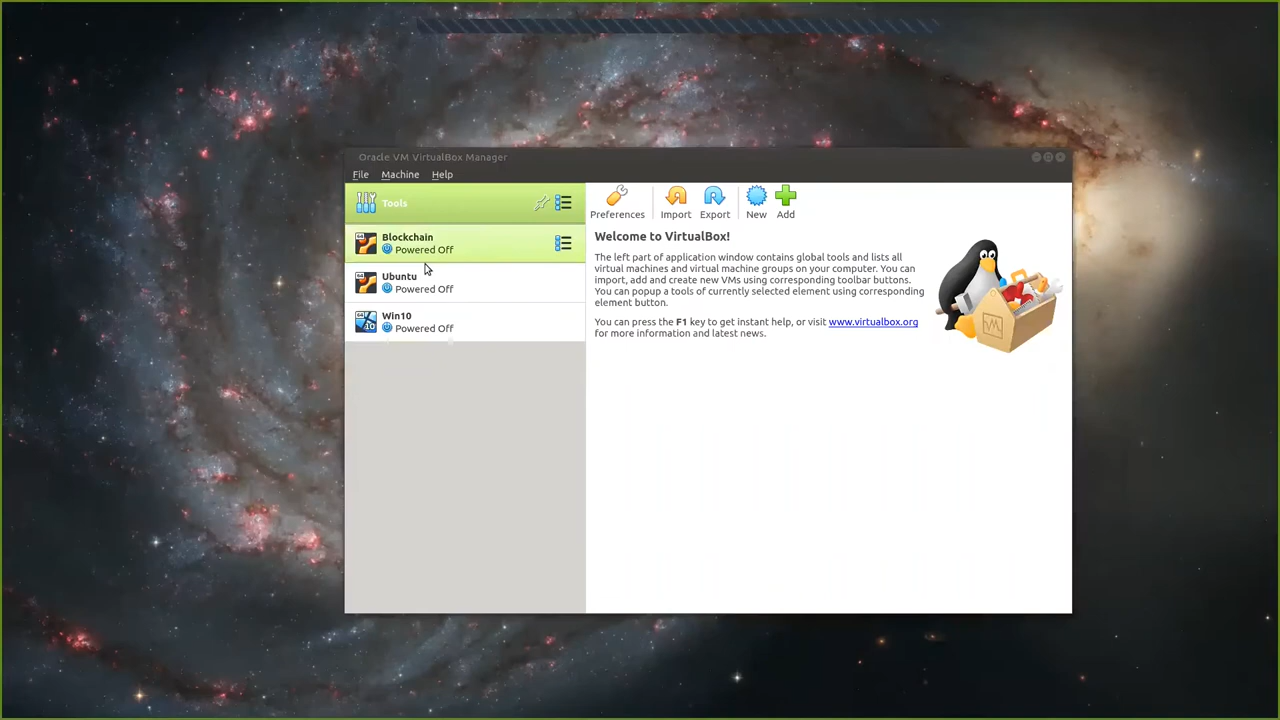 Oracle VM VirtualBox Manager
File Machine Help
Tools
Preferences Import Export New Add
Blockchain
Powered Off
Ubuntu
Powered Off
Win10
Powered Off
Welcome to VirtualBox!
The left part of application window contains global tools and lists all
virtual machines and virtual machine groups on your computer. You can
import, add and create new VMs using corresponding toolbar buttons.
You can popup a tools of currently selected element using corresponding
element button.
You can press the F1 key to get instant help, or visit www.virtualbox.org
for more information and latest news.